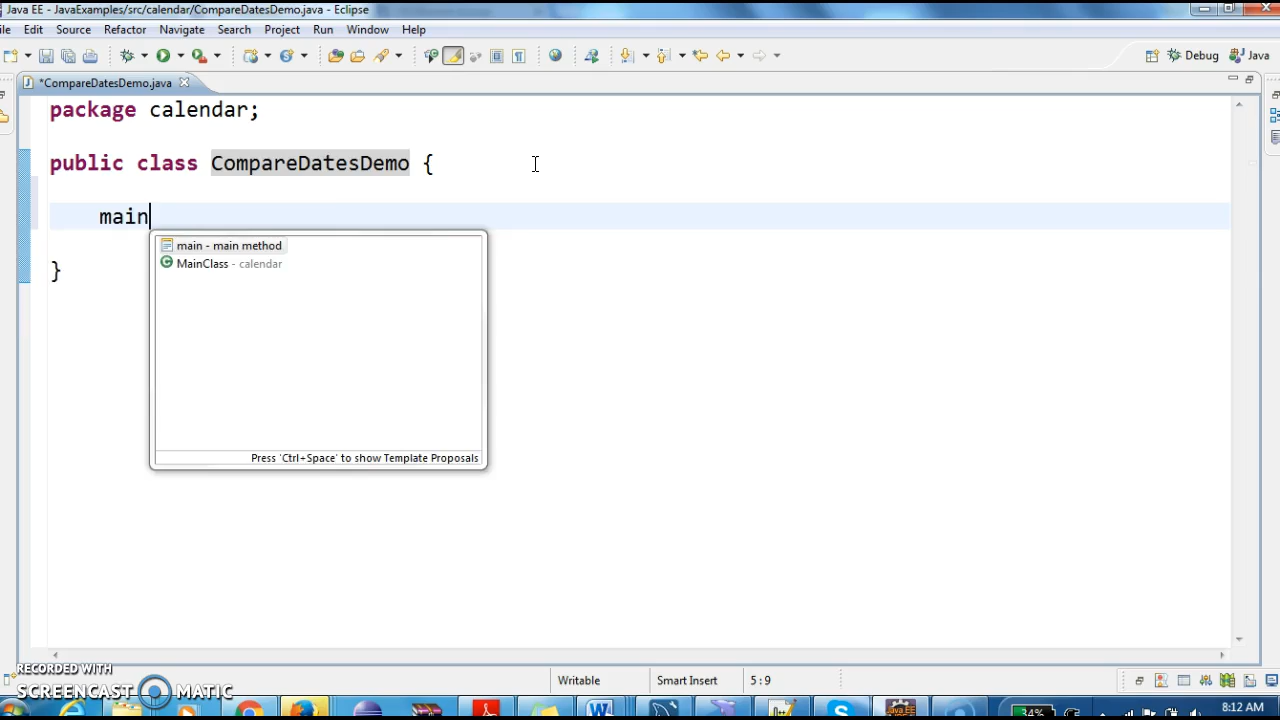 Java EE - JavaExamples/src/calendar/CompareDatesDemo.java - Eclipse
ile Edit Source Refactor Navigate Search Project Run Window Help
Debug Java
*CompareDatesDemo.java
package calendar;
public class CompareDatesDemo {
main
main - main method
MainClass - calendar
}
Press 'Ctrl+Space' to show Template Proposals
RECORDED WITH
SCREENCAST MATIC
Writable Smart Insert 5 : 9
34% 8:12 AM